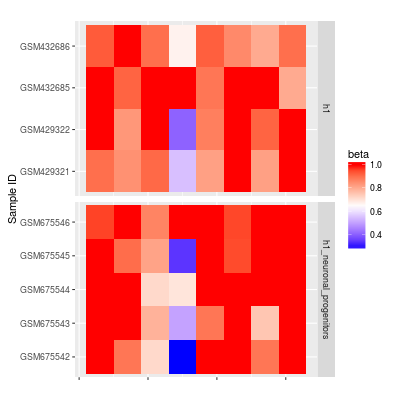 GSM432686
GSM432685
GSM429322
GSM429321
h1
GSM675546
GSM675545
GSM675544
GSM675543
GSM675542
h1_neuronal_progenitors
Sample ID
beta
1.0
0.8
0.6
0.4